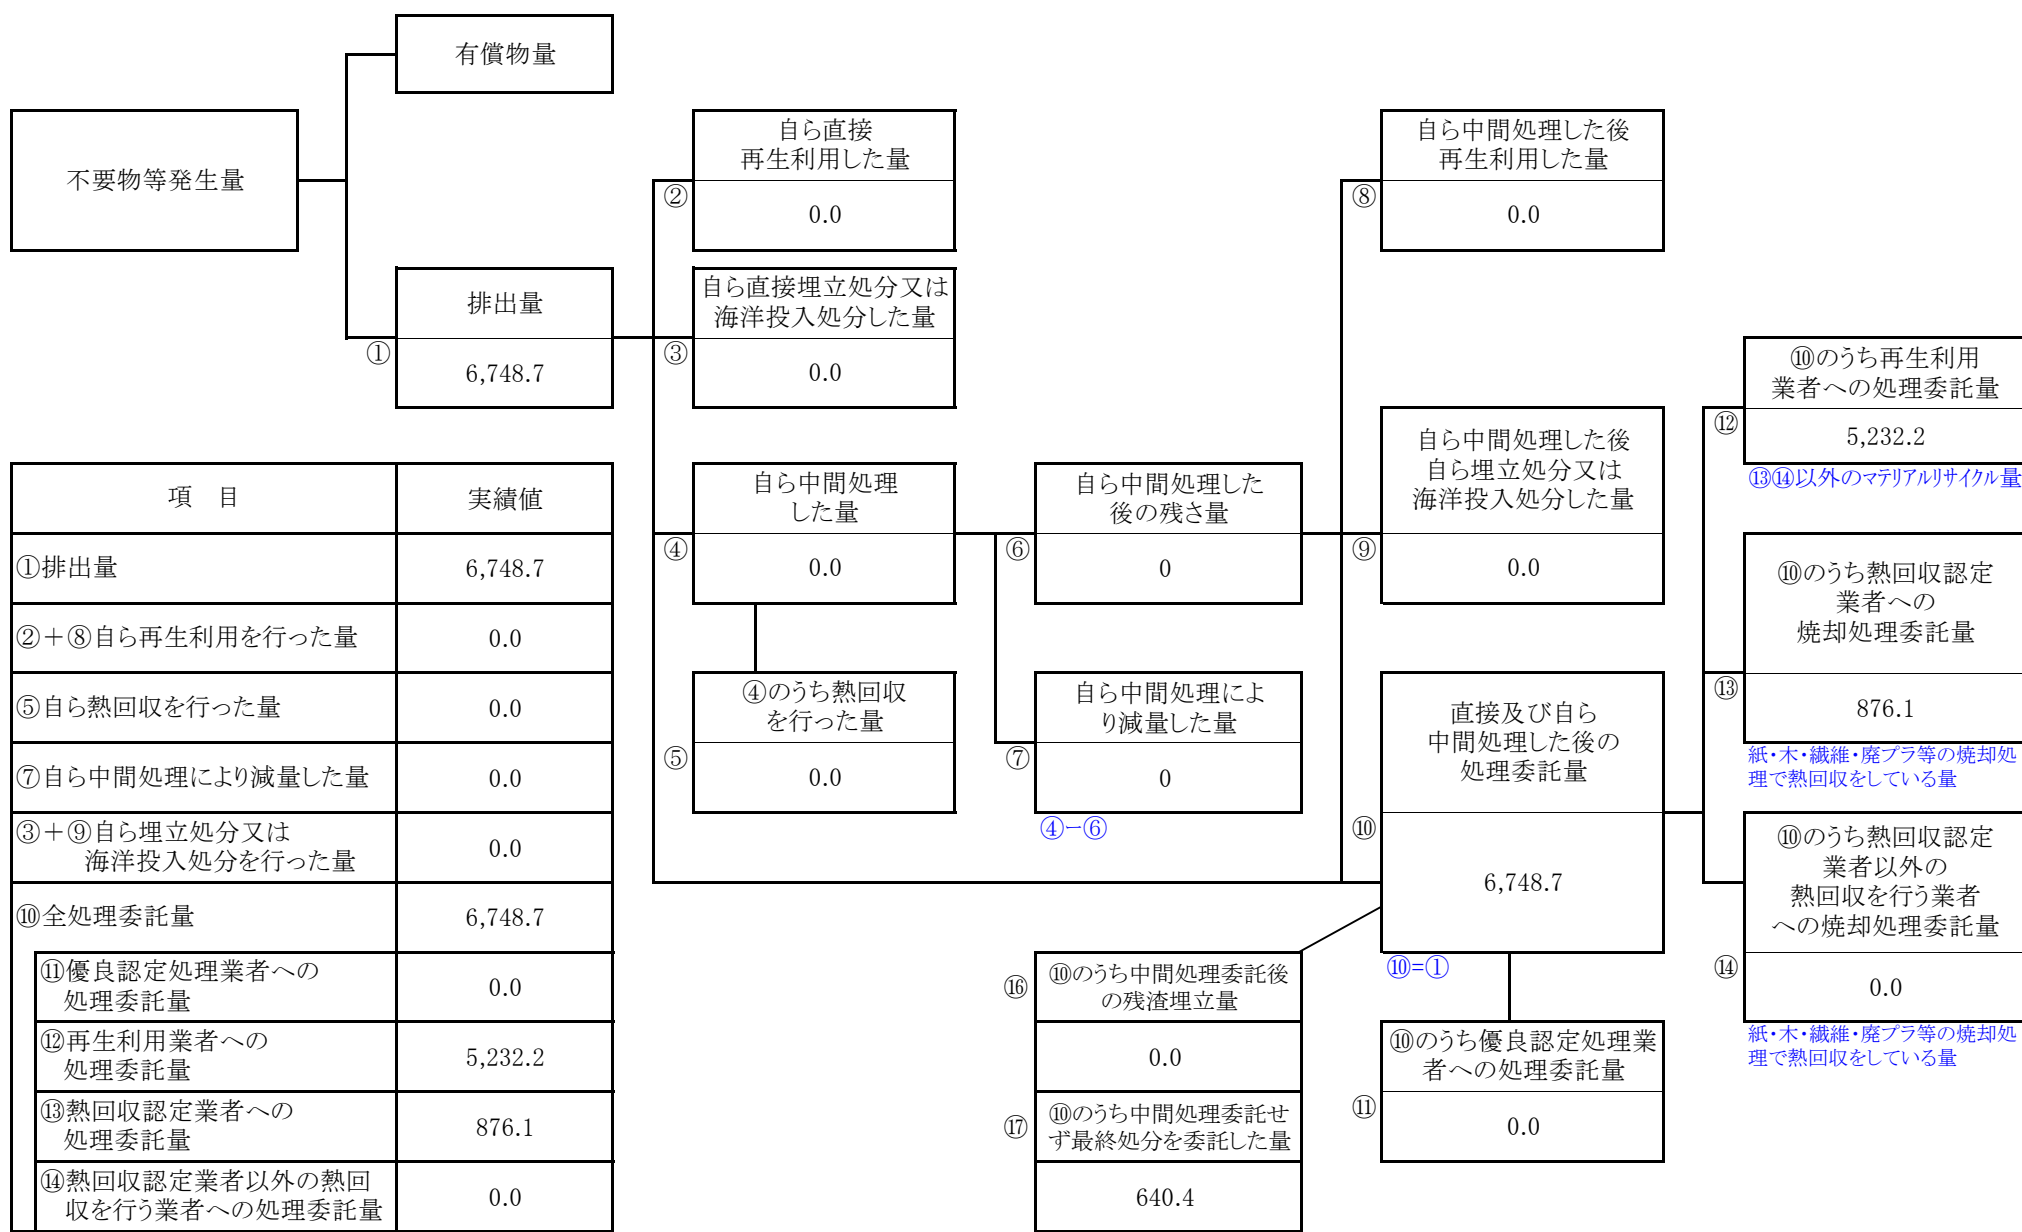 有償物量
不要物等発生量
排出量
①
6,748.7
自ら直接
再生利用した量
②
0.0
自ら直接埋立処分又は
海洋投入処分した量
③
0.0
自ら中間処理
した量
④
0.0
④のうち熱回収
を行った量
⑤
0.0
自ら中間処理した
後の残さ量
⑥
0
自ら中間処理によ
り減量した量
⑦
0
④ー⑥
自ら中間処理した後
再生利用した量
⑧
0.0
自ら中間処理した後
自ら埋立処分又は
海洋投入処分した量
⑨
0.0
直接及び自ら
中間処理した後の
処理委託量
⑩
6,748.7
⑩=①
⑩のうち優良認定処理業
者への処理委託量
⑪
0.0
⑩のうち再生利用
業者への処理委託量
⑫
5,232.2
⑬⑭以外のマテリアルリサイクル量
⑩のうち熱回収認定
業者への
焼却処理委託量
⑬
876.1
紙・木・繊維・廃プラ等の焼却処
理で熱回収をしている量
⑩のうち熱回収認定
業者以外の
熱回収を行う業者
への焼却処理委託量
⑭
0.0
紙・木・繊維・廃プラ等の焼却処
理で熱回収をしている量
⑯
⑩のうち中間処理委託後
の残渣埋立量
0.0
⑰
⑩のうち中間処理委託せ
ず最終処分を委託した量
640.4
項 目 実績値
①排出量 6,748.7
②＋⑧自ら再生利用を行った量 0.0
⑤自ら熱回収を行った量 0.0
⑦自ら中間処理により減量した量 0.0
③＋⑨自ら埋立処分又は
海洋投入処分を行った量 0.0
⑩全処理委託量 6,748.7
⑪優良認定処理業者への
処理委託量 0.0
⑫再生利用業者への
処理委託量 5,232.2
⑬熱回収認定業者への
処理委託量 876.1
⑭熱回収認定業者以外の熱回
収を行う業者への処理委託量 0.0